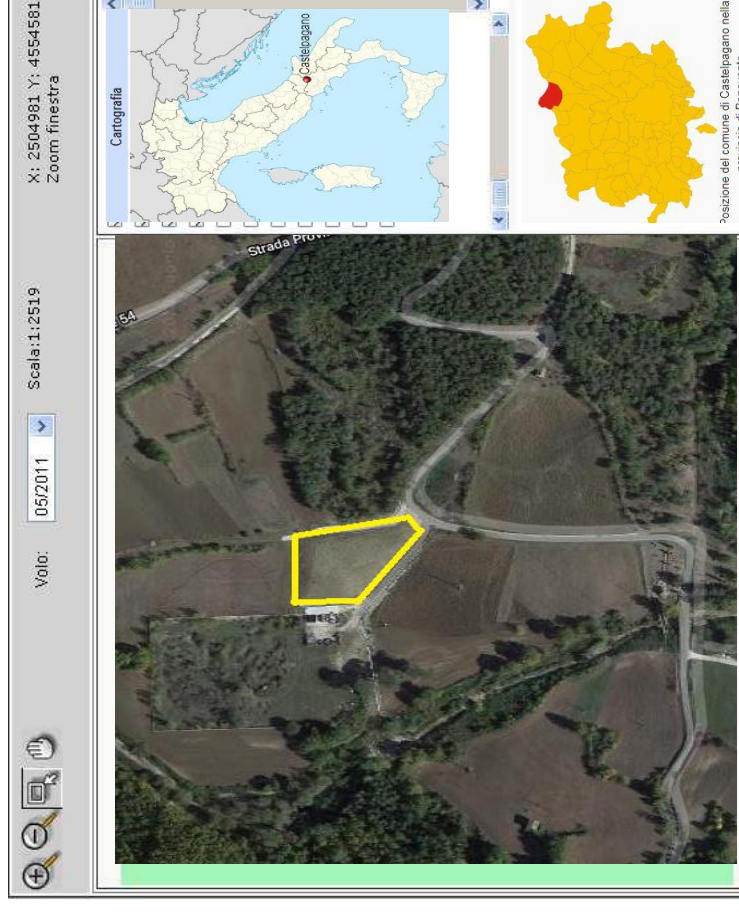 Volo:
05/2011
Scala:1:2519
X: 2504981 Y: 4554581
Zoom finestra
Cartografia
Castelpagano
54
Strada
Posizione del comune di Castelpagano nella